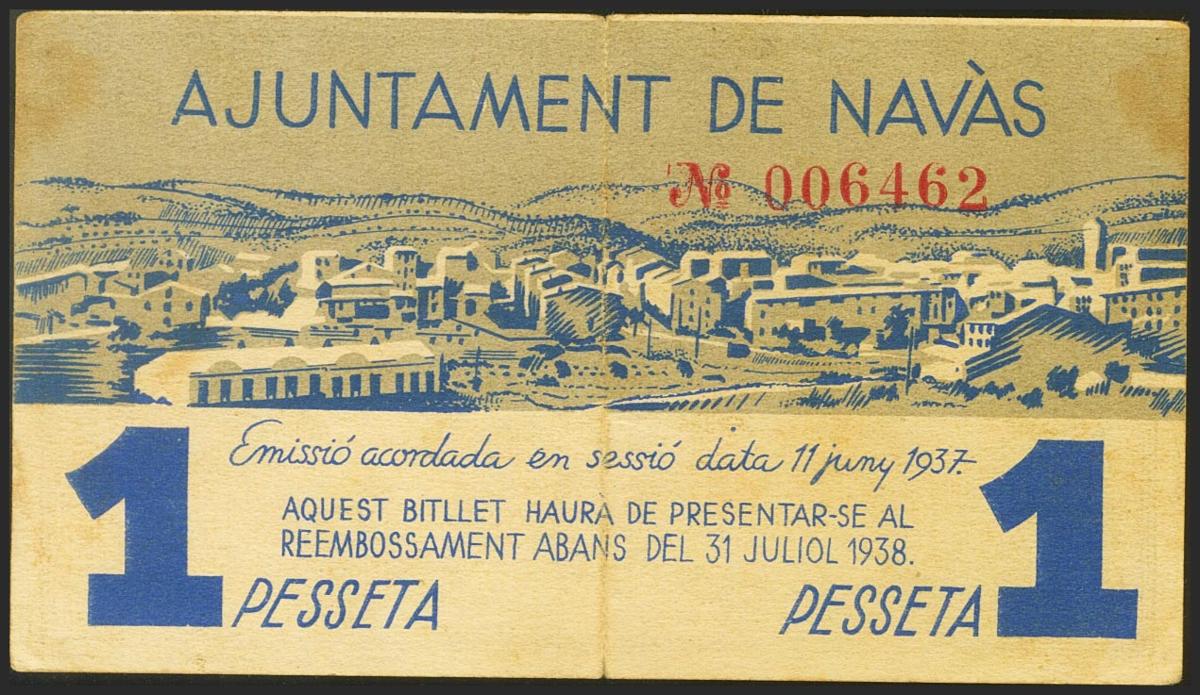 AJUNTAMENT DE NAVÀS
Nº 006462
1 Emissió acordada en sessió data 11 juny 1937. 1
AQUEST BITLLET HAURÀ DE PRESENTAR-SE AL
REEMBOSSAMENT ABANS DEL 31 JULIOL 1938.
PESSETA PESSETA